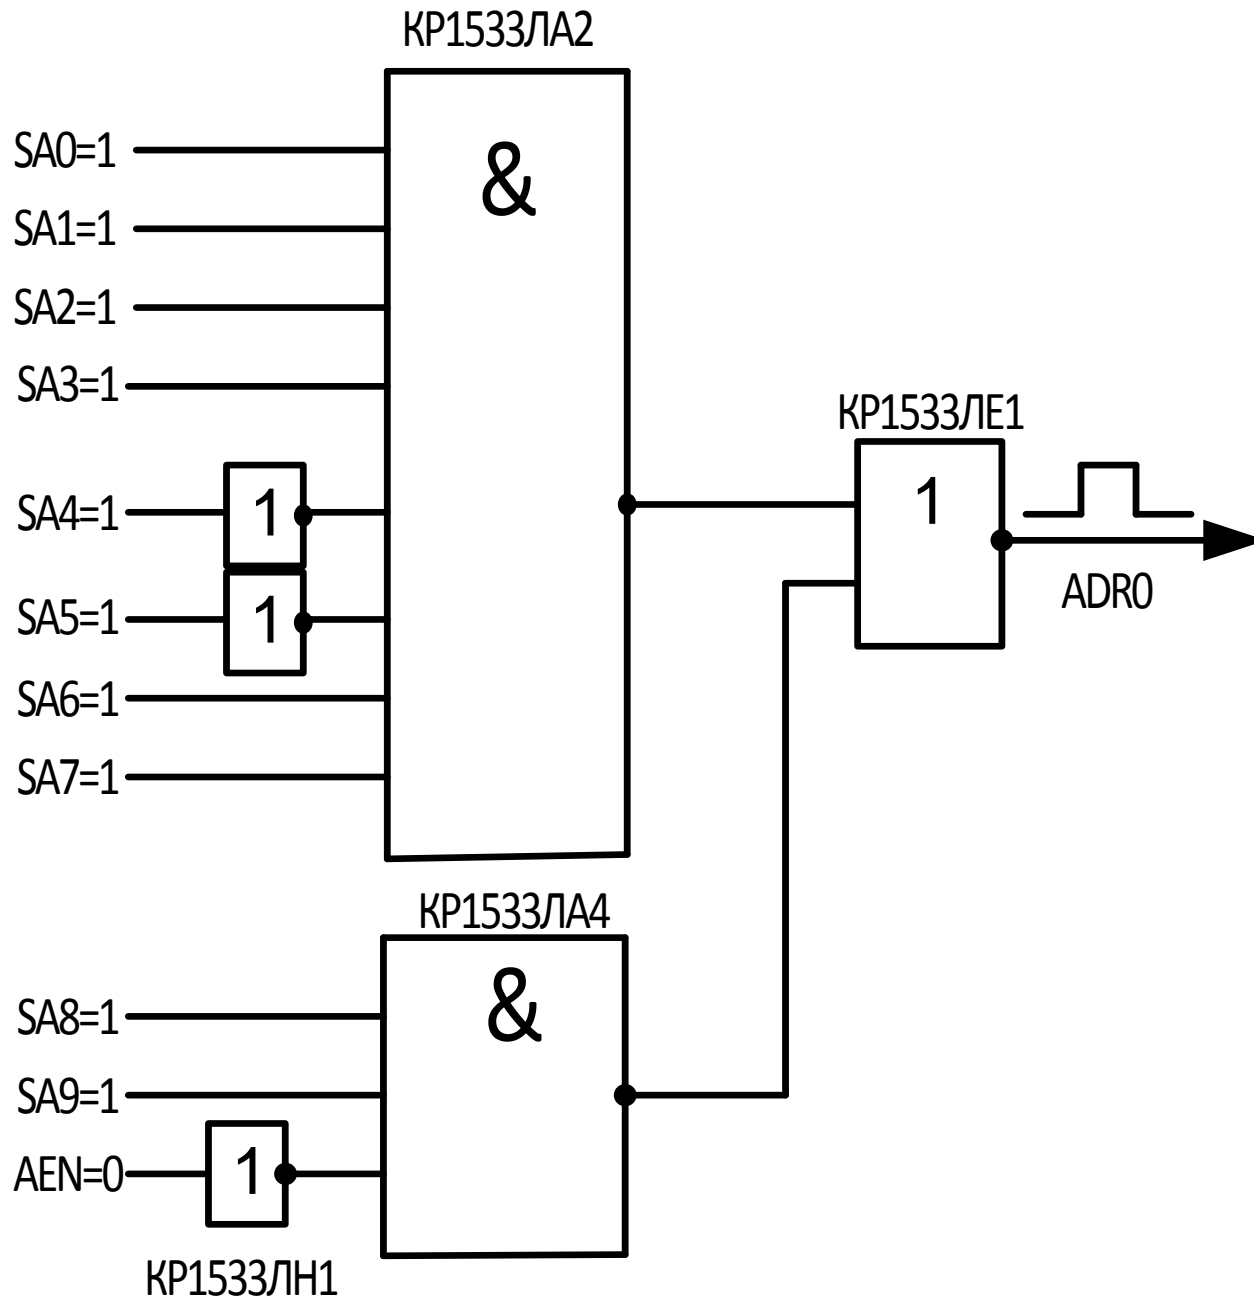 КР1533ЛА2
&
SA0=1
SA1=1
SA2=1
SA3=1
SA4=1
1
SA5=1
1
SA6=1
SA7=1
КР1533ЛЕ1
1
ADR0
КР1533ЛА4
&
SA8=1
SA9=1
AEN=0
1
КР1533ЛН1